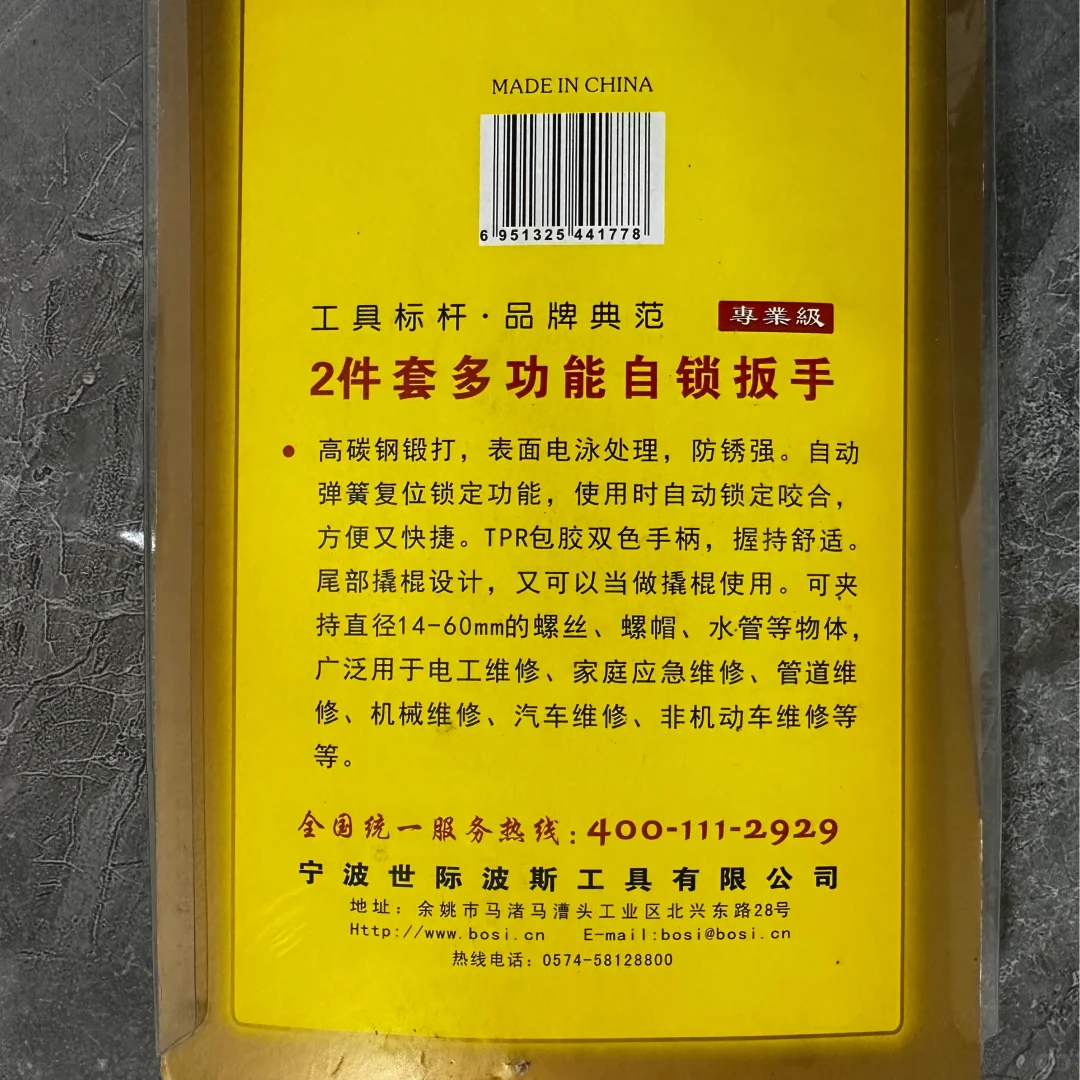 MADE IN CHINA
6 951325 441778
工具标杆·品牌典范 專業級
2件套多功能自锁扳手
● 高碳钢锻打，表面电泳处理，防锈强。自动
弹簧复位锁定功能，使用时自动锁定咬合，
方便又快捷。TPR包胶双色手柄，握持舒适。
尾部撬棍设计，又可以当做撬棍使用。可夹
持直径14-60mm的螺丝、螺帽、水管等物体，
广泛用于电工维修、家庭应急维修、管道维
修、机械维修、汽车维修、非机动车维修等
等。
全国统一服务热线：400-111-2929
宁波世际波斯工具有限公司
地址：余姚市马渚马漕头工业区北兴东路28号
Http://www.bosi.cn E-mail:bosi@bosi.cn
热线电话：0574-58128800